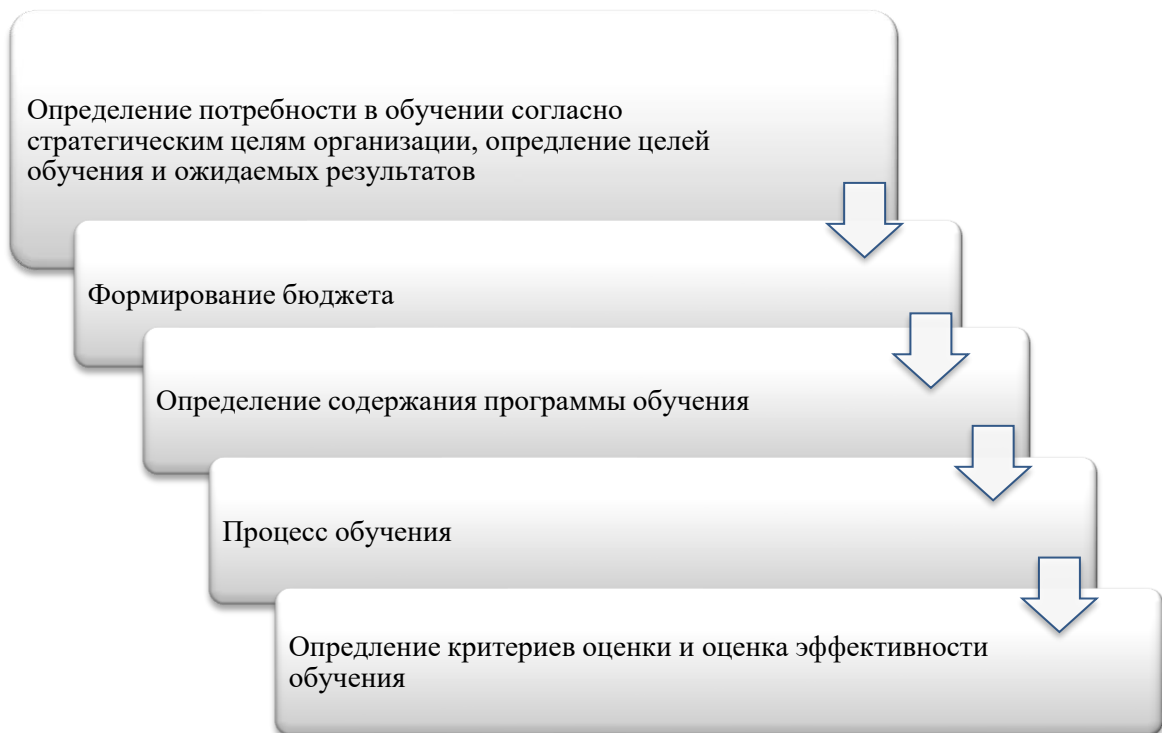 Определение потребности в обучении согласно
стратегическим целям организации, опредление целей
обучения и ожидаемых результатов
Формирование бюджета
Определение содержания программы обучения
Процесс обучения
Опредление критериев оценки и оценка эффективности
обучения